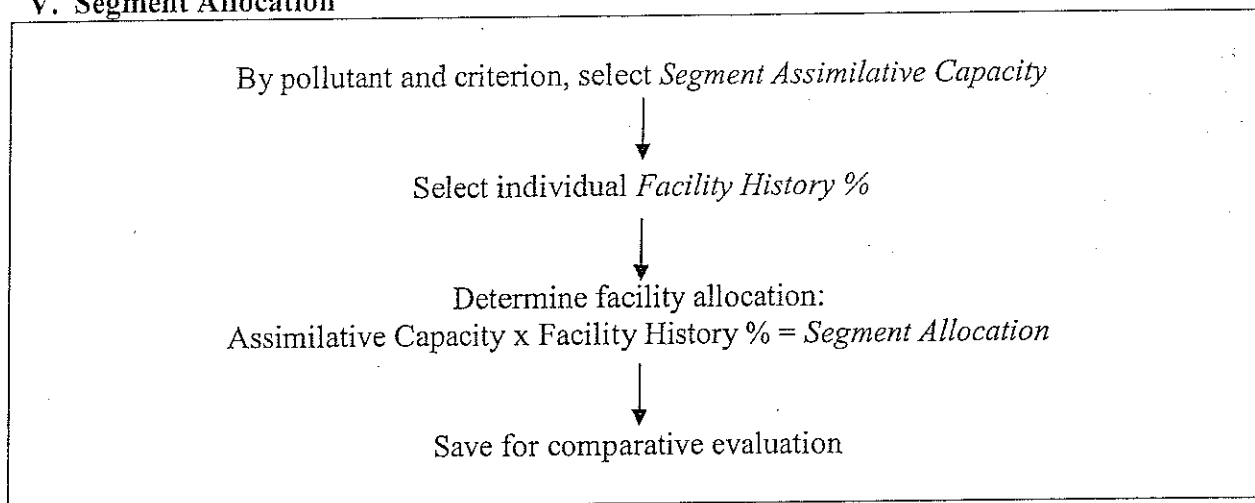 V. Segment Allocation
By pollutant and criterion, select Segment Assimilative Capacity
Select individual Facility History %
Determine facility allocation:
Assimilative Capacity x Facility History % = Segment Allocation
Save for comparative evaluation